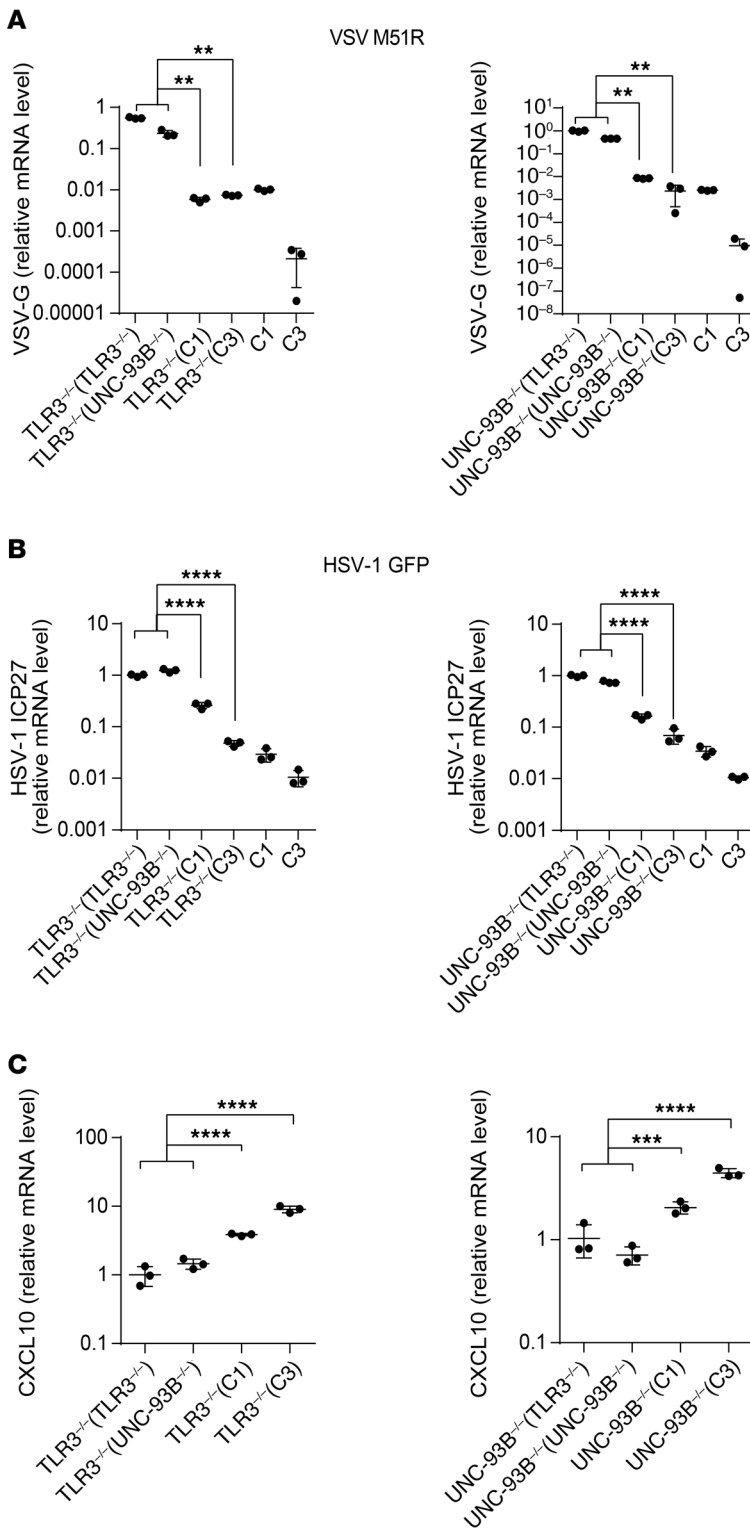 A
VSV M51R
VSV-G (relative mRNA level)
** 
**
1
0.1
0.01
0.001
0.0001
0.00001
TLR3⁻/⁻(TLR3⁻/⁻)
TLR3⁻/⁻(UNC-93B⁻/⁻)
TLR3⁻/⁻(C1)
TLR3⁻/⁻(C3)
C1
C3
VSV-G (relative mRNA level)
**
**
10¹
10⁰
10⁻¹
10⁻²
10⁻³
10⁻⁴
10⁻⁵
10⁻⁶
10⁻⁷
10⁻⁸
UNC-93B⁻/⁻(TLR3⁻/⁻)
UNC-93B⁻/⁻(UNC-93B⁻/⁻)
UNC-93B⁻/⁻(C1)
UNC-93B⁻/⁻(C3)
C1
C3
B
HSV-1 GFP
HSV-1 ICP27
(relative mRNA level)
****
****
10
1
0.1
0.01
0.001
TLR3⁻/⁻(TLR3⁻/⁻)
TLR3⁻/⁻(UNC-93B⁻/⁻)
TLR3⁻/⁻(C1)
TLR3⁻/⁻(C3)
C1
C3
HSV-1 ICP27
(relative mRNA level)
****
****
10
1
0.1
0.01
0.001
UNC-93B⁻/⁻(TLR3⁻/⁻)
UNC-93B⁻/⁻(UNC-93B⁻/⁻)
UNC-93B⁻/⁻(C1)
UNC-93B⁻/⁻(C3)
C1
C3
C
CXCL10 (relative mRNA level)
****
****
100
10
1
0.1
TLR3⁻/⁻(TLR3⁻/⁻)
TLR3⁻/⁻(UNC-93B⁻/⁻)
TLR3⁻/⁻(C1)
TLR3⁻/⁻(C3)
CXCL10 (relative mRNA level)
****
***
10
1
0.1
UNC-93B⁻/⁻(TLR3⁻/⁻)
UNC-93B⁻/⁻(UNC-93B⁻/⁻)
UNC-93B⁻/⁻(C1)
UNC-93B⁻/⁻(C3)